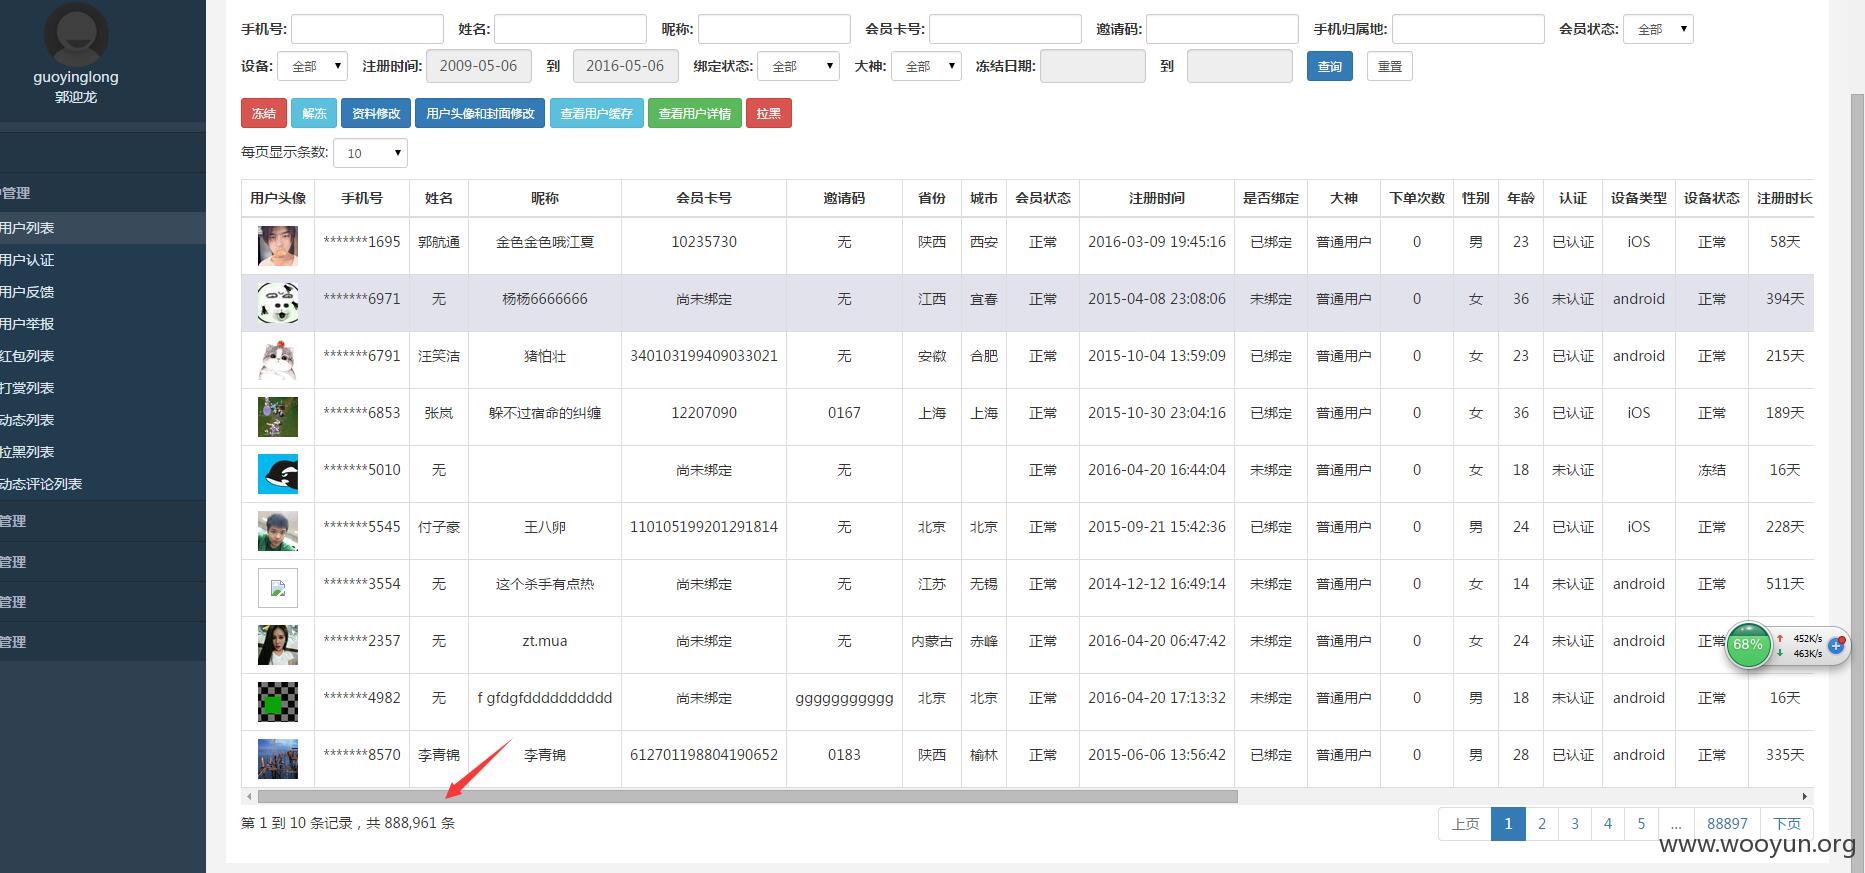 guoyinglong
郭迎龙
管理
用户列表
用户认证
用户反馈
用户举报
红包列表
打赏列表
动态列表
拉黑列表
动态评论列表
管理
管理
管理
管理
手机号: 姓名: 昵称: 会员卡号: 邀请码: 手机归属地: 会员状态: 全部
设备: 全部 注册时间: 2009-05-06 到 2016-05-06 绑定状态: 全部 大神: 全部 冻结日期: 到 查询 重置
冻结 解冻 资料修改 用户头像和封面修改 查看用户缓存 查看用户详情 拉黑
每页显示条数: 10
用户头像 手机号 姓名 昵称 会员卡号 邀请码 省份 城市 会员状态 注册时间 是否绑定 大神 下单次数 性别 年龄 认证 设备类型 设备状态 注册时长
*******1695 郭航通 金色金色哦江夏 10235730 无 陕西 西安 正常 2016-03-09 19:45:16 已绑定 普通用户 0 男 23 已认证 iOS 正常 58天
*******6971 无 杨杨6666666 尚未绑定 无 江西 宜春 正常 2015-04-08 23:08:06 未绑定 普通用户 0 女 36 未认证 android 正常 394天
*******6791 汪笑洁 猪怕壮 340103199409033021 无 安徽 合肥 正常 2015-10-04 13:59:09 已绑定 普通用户 0 女 23 已认证 android 正常 215天
*******6853 张岚 躲不过宿命的纠缠 12207090 0167 上海 上海 正常 2015-10-30 23:04:16 已绑定 普通用户 0 女 36 已认证 iOS 正常 189天
*******5010 无 尚未绑定 无 正常 2016-04-20 16:44:04 未绑定 普通用户 0 女 18 未认证 冻结 16天
*******5545 付子豪 王八卵 110105199201291814 无 北京 北京 正常 2015-09-21 15:42:36 已绑定 普通用户 0 男 24 已认证 iOS 正常 228天
*******3554 无 这个杀手有点热 尚未绑定 无 江苏 无锡 正常 2014-12-12 16:49:14 未绑定 普通用户 0 女 14 未认证 android 正常 511天
*******2357 无 zt.mua 尚未绑定 无 内蒙古 赤峰 正常 2016-04-20 06:47:42 未绑定 普通用户 0 女 24 未认证 android 正常
68% 452K/s
463K/s
*******4982 无 f gfdgfdddddddddd 尚未绑定 ggggggggggg 北京 北京 正常 2016-04-20 17:13:32 未绑定 普通用户 0 男 18 未认证 android 正常 16天
*******8570 李青锦 李青锦 612701198804190652 0183 陕西 榆林 正常 2015-06-06 13:56:42 已绑定 普通用户 0 男 28 已认证 android 正常 335天
第 1 到 10 条记录，共 888,961 条
上页 1 2 3 4 5 ... 88897 下页
www.wooyun.org